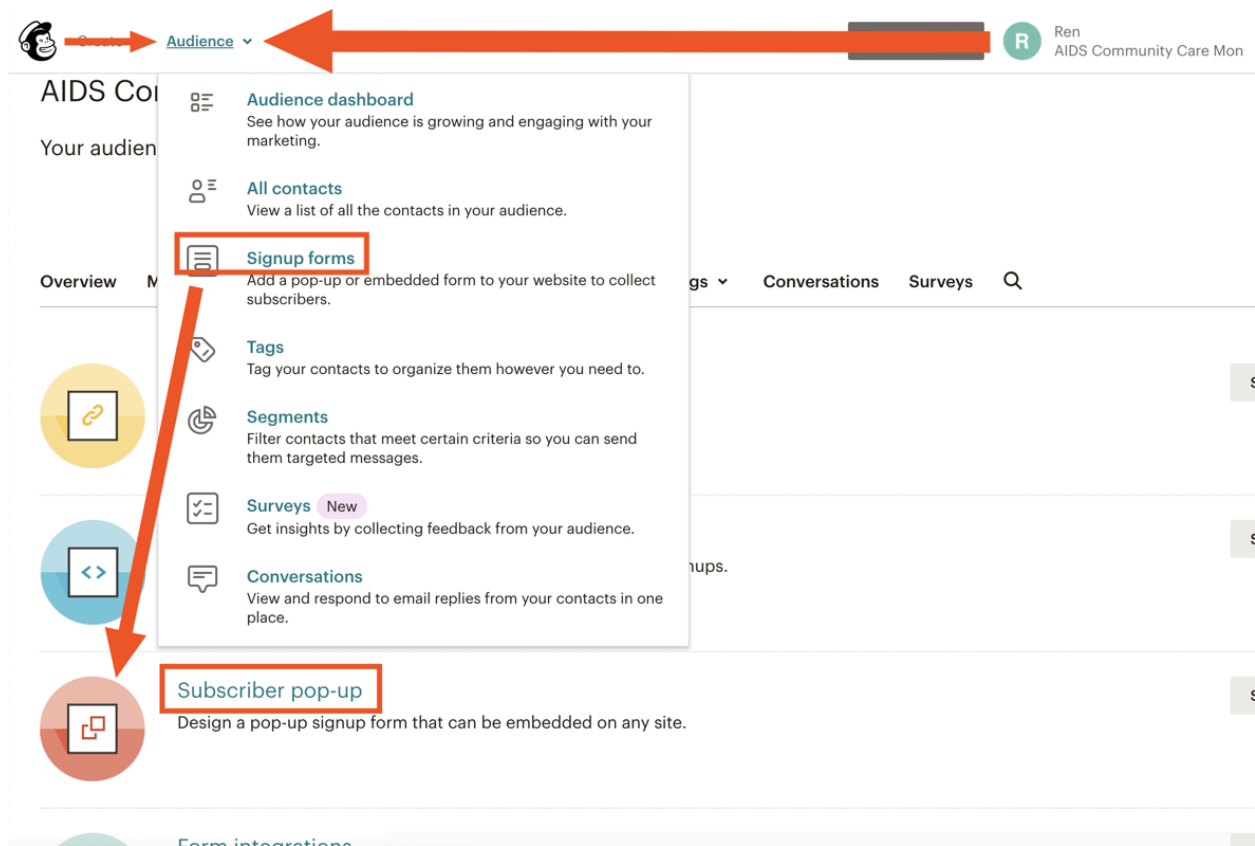 Audience
R
Ren
AIDS Community Care Mon
AIDS Co
Your audien
Audience dashboard
See how your audience is growing and engaging with your
marketing.
All contacts
View a list of all the contacts in your audience.
Signup forms
Add a pop-up or embedded form to your website to collect
subscribers.
Overview M
gs Conversations Surveys
Tags
Tag your contacts to organize them however you need to.
Segments
Filter contacts that meet certain criteria so you can send
them targeted messages.
Surveys New
Get insights by collecting feedback from your audience.
nups.
Conversations
View and respond to email replies from your contacts in one
place.
Subscriber pop-up
Design a pop-up signup form that can be embedded on any site.
Form integrations